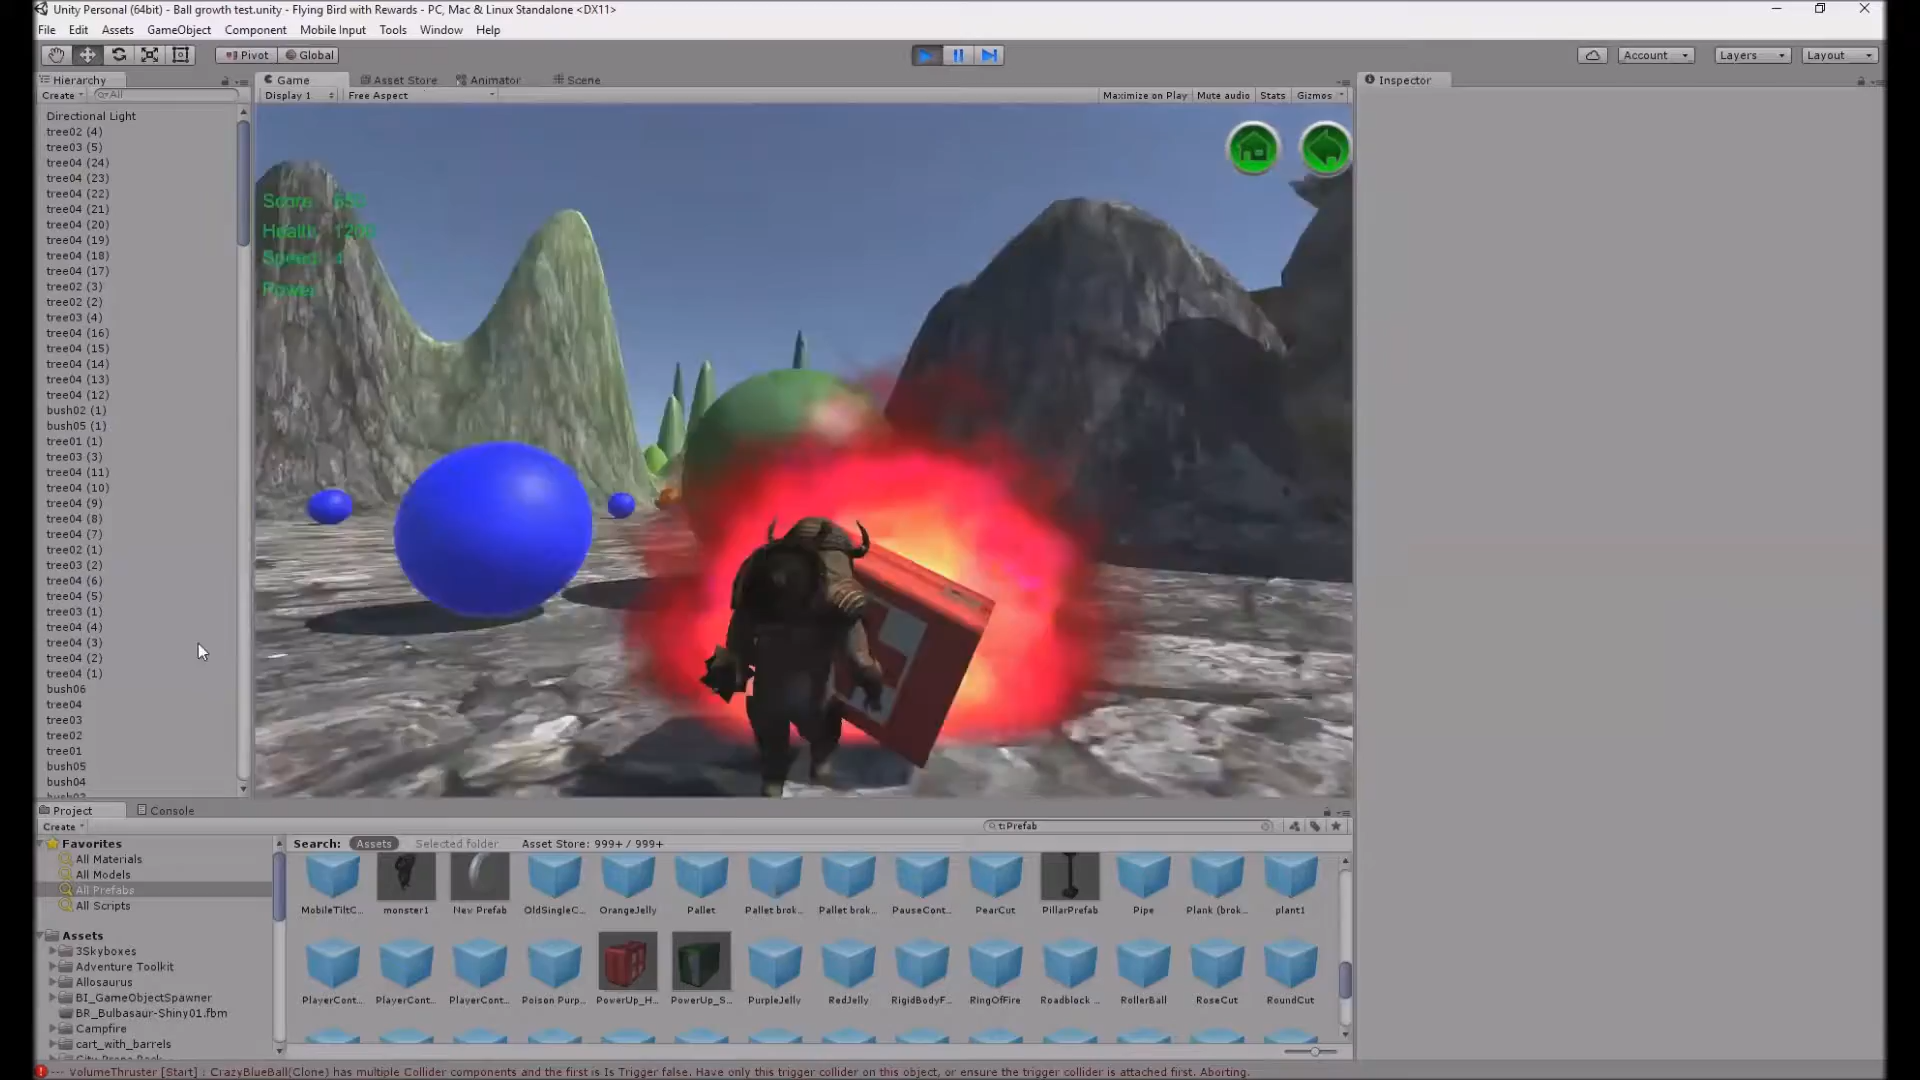 Unity Personal (64bit) - Ball growth test.unity - Flying Bird with Rewards - PC, Mac & Linux Standalone <DX11>
File Edit Assets GameObject Component Mobile Input Tools Window Help
Pivot Global Account Layers Layout
Hierarchy Game Asset Store Animator Scene Inspector
Create All Display 1 Free Aspect Maximize on Play Mute audio Stats Gizmos
Directional Light
tree02 (4)
tree03 (5)
tree04 (24)
tree04 (23)
tree04 (22)
tree04 (21)
tree04 (20)
tree04 (19)
tree04 (18)
tree04 (17)
tree02 (3)
tree02 (2)
tree03 (4)
tree04 (16)
tree04 (15)
tree04 (14)
tree04 (13)
tree04 (12)
bush02 (1)
bush05 (1)
tree01 (1)
tree03 (3)
tree04 (11)
tree04 (10)
tree04 (9)
tree04 (8)
tree04 (7)
tree02 (1)
tree03 (2)
tree04 (6)
tree04 (5)
tree03 (1)
tree04 (4)
tree04 (3)
tree04 (2)
tree04 (1)
bush06
tree04
tree03
tree02
tree01
bush05
bush04
Score:
Health:
Speed: 4
Power
Project Console
Create t:Prefab
Favorites
All Materials
All Models
All Prefabs
All Scripts
Assets
3Skyboxes
Adventure Toolkit
Allosaurus
BI_GameObjectSpawner
BR_Bulbasaur-Shiny01.fbm
Campfire
cart_with_barrels
Search: Assets Selected folder Asset Store: 999+ / 999+
MobileTiltC... monster1 New Prefab OldSingleC... OrangeJelly Pallet Pallet brok... Pallet brok... PauseCont... PearCut PillarPrefab Pipe Plank (brok... plant1
PlayerCont... PlayerCont... PlayerCont... Poison Purp... PowerUp_H... PowerUp_S... PurpleJelly RedJelly RigidBodyF... RingOfFire Roadblock ... RollerBall RoseCut RoundCut
--- VolumeThruster [Start] : CrazyBlueBall(Clone) has multiple Collider components and the first is Is Trigger false. Have only this trigger collider on this object, or ensure the trigger collider is attached first. Aborting.